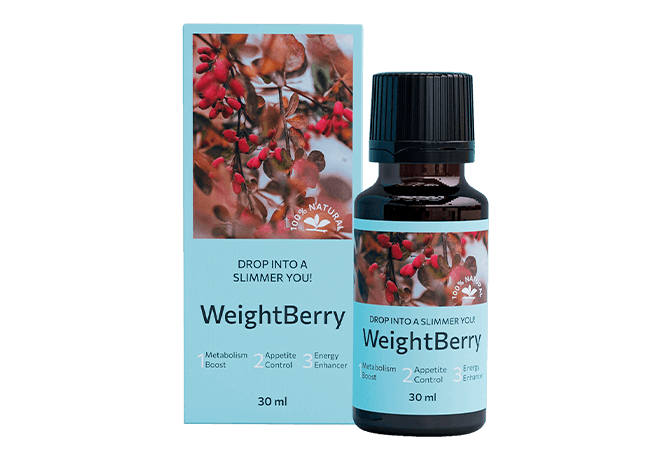 100% NATURAL
DROP INTO A
SLIMMER YOU!
WeightBerry
1 Metabolism Boost
2 Appetite Control
3 Energy Enhancer
30 ml
100% NATURAL
DROP INTO A SLIMMER YOU!
WeightBerry
1 Metabolism Boost
2 Appetite Control
3 Energy Enhancer
30 ml